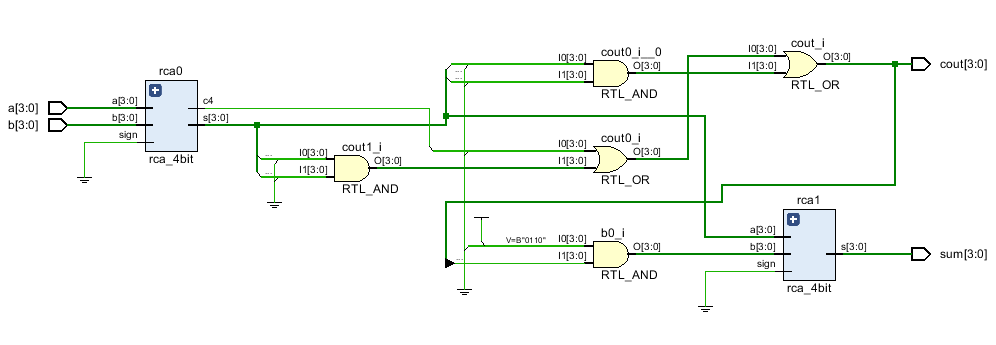 rca0
a[3:0]
b[3:0]
a[3:0]
b[3:0]
sign
c4
s[3:0]
rca_4bit
cout1_i
...
I0[3:0]
...
I1[3:0]
O[3:0]
RTL_AND
cout0_i__0
...
I0[3:0]
I1[3:0]
O[3:0]
RTL_AND
cout_i
I0[3:0]
I1[3:0]
O[3:0]
RTL_OR
cout[3:0]
cout0_i
I0[3:0]
I1[3:0]
O[3:0]
RTL_OR
b0_i
V=B"0110"
I0[3:0]
...
I1[3:0]
O[3:0]
RTL_AND
rca1
a[3:0]
b[3:0]
sign
s[3:0]
rca_4bit
sum[3:0]